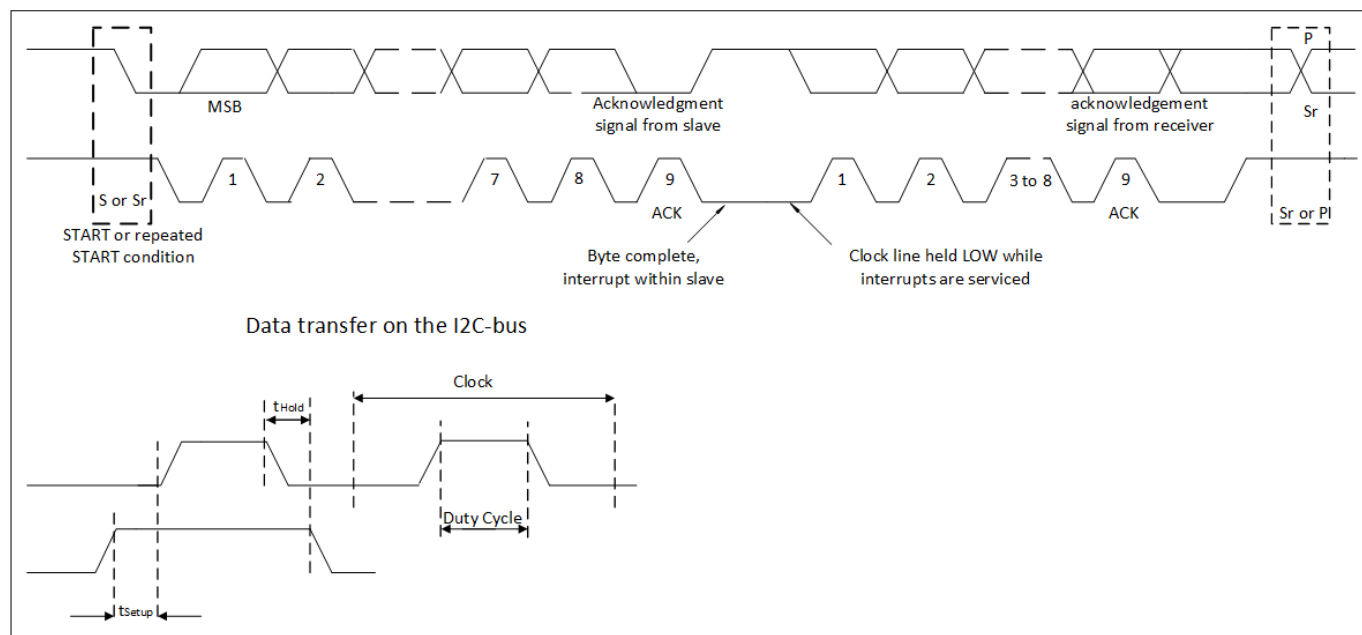 P
MSB
Acknowledgment
signal from slave
acknowledgement
signal from receiver
Sr
1
2
7
8
9
1
2
3 to 8
9
S or Sr
ACK
ACK
Sr or P
START or repeated
START condition
Byte complete,
interrupt within slave
Clock line held LOW while
interrupts are serviced
Data transfer on the I2C-bus
Clock
tHold
Duty Cycle
tSetup